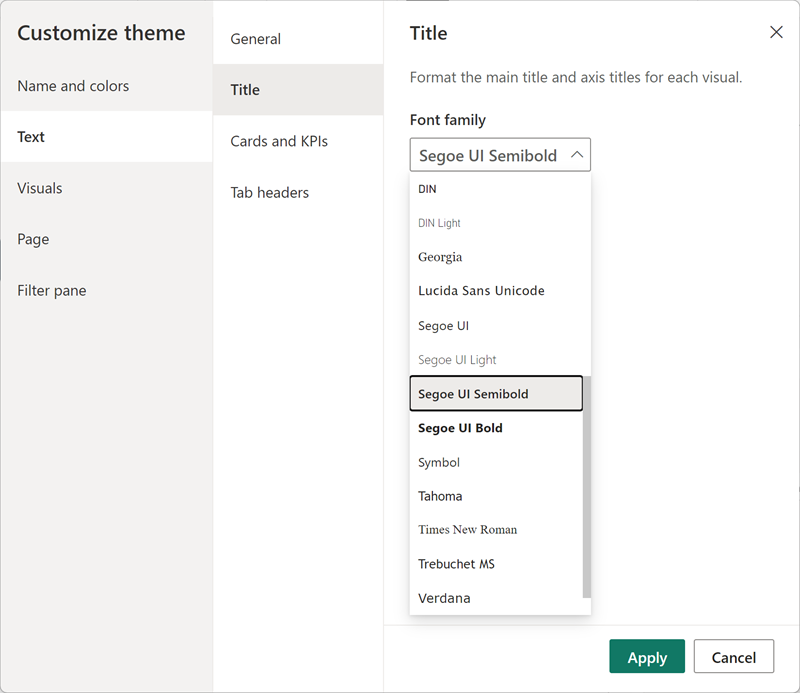 Customize theme
Name and colors
Text
Visuals
Page
Filter pane
General
Title
Cards and KPIs
Tab headers
Title
Format the main title and axis titles for each visual.
Font family
Segoe UI Semibold
DIN
DIN Light
Georgia
Lucida Sans Unicode
Segoe UI
Segoe UI Light
Segoe UI Semibold
Segoe UI Bold
Symbol
Tahoma
Times New Roman
Trebuchet MS
Verdana
Apply
Cancel